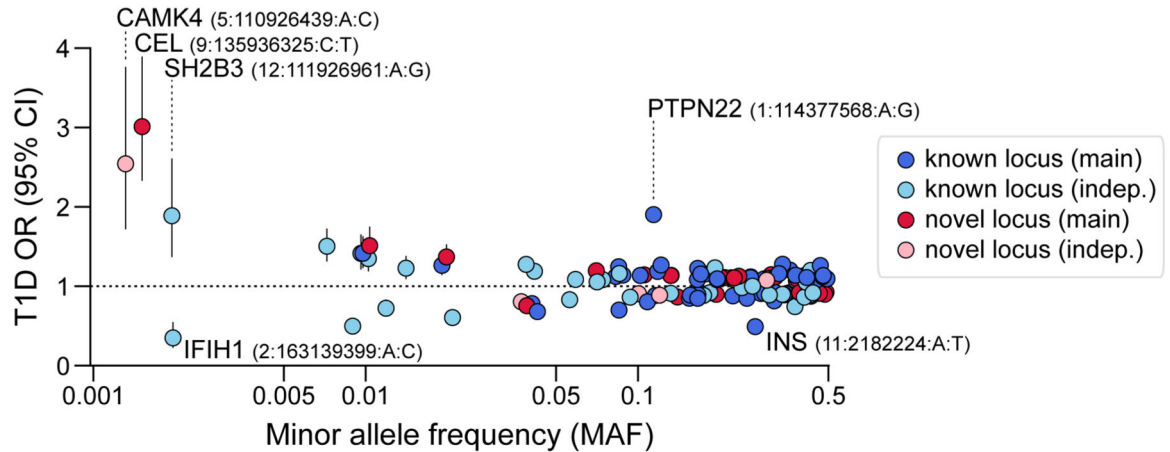 CAMK4 (5:110926439:A:C)
CEL (9:135936325:C:T)
SH2B3 (12:111926961:A:G)
PTPN22 (1:114377568:A:G)
IFIH1 (2:163139399:A:C)
INS (11:2182224:A:T)
T1D OR (95% CI)
4
3
2
1
0
0.001
0.005
0.01
0.05
0.1
0.5
Minor allele frequency (MAF)
known locus (main)
known locus (indep.)
novel locus (main)
novel locus (indep.)